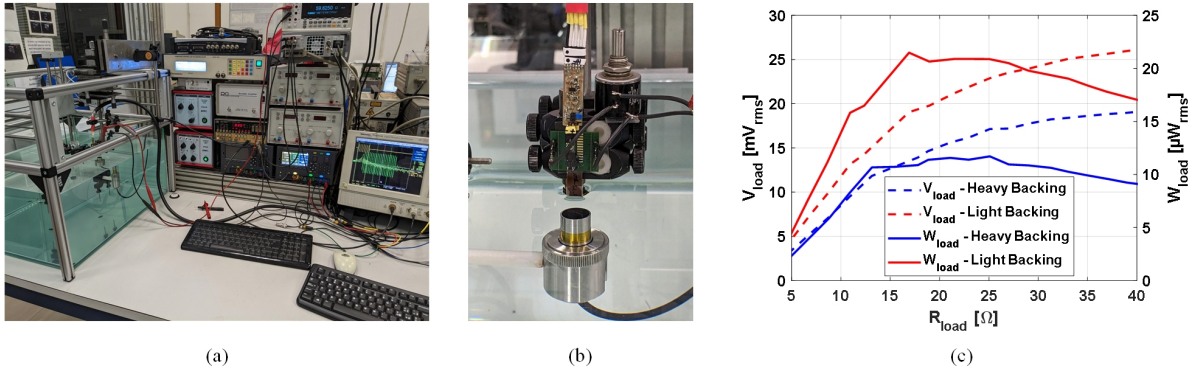 30
25
20
15
10
5
0
V_load [mV_rms]
5 10 15 20 25 30 35 40
R_load [Ω]
25
20
15
10
5
0
W_load [µW_rms]
V_load - Heavy Backing
V_load - Light Backing
W_load - Heavy Backing
W_load - Light Backing
(a) (b) (c)